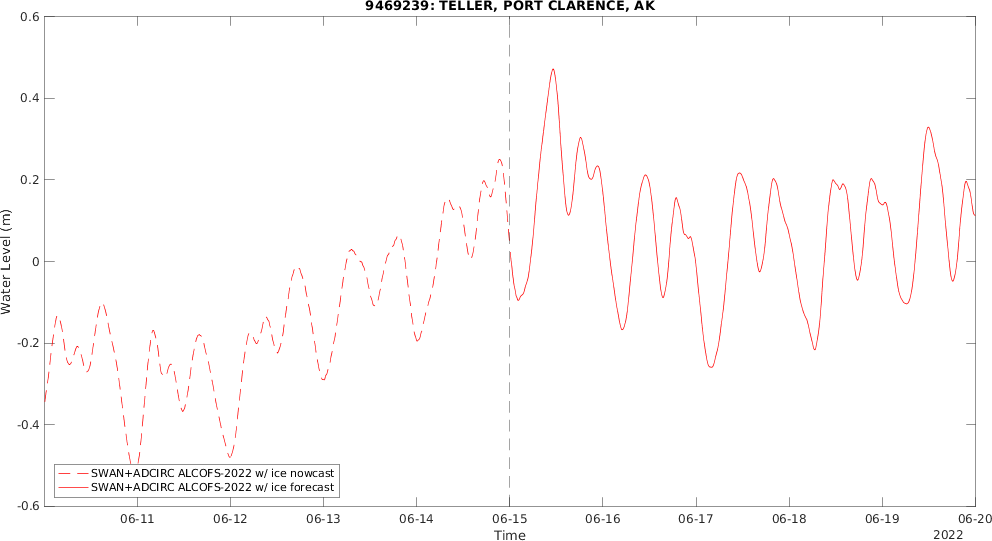 9469239: TELLER, PORT CLARENCE, AK
0.6
0.4
0.2
0
-0.2
-0.4
-0.6
Water Level (m)
SWAN+ADCIRC ALCOFS-2022 w/ ice nowcast
SWAN+ADCIRC ALCOFS-2022 w/ ice forecast
06-11 06-12 06-13 06-14 06-15 06-16 06-17 06-18 06-19 06-20
Time
2022